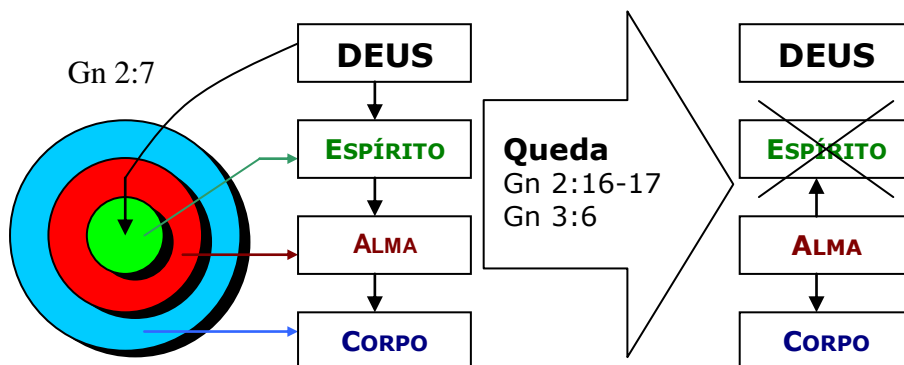 Gn 2:7
DEUS
ESPÍRITO
ALMA
CORPO
Queda
Gn 2:16-17
Gn 3:6
DEUS
ESPÍRITO
ALMA
CORPO